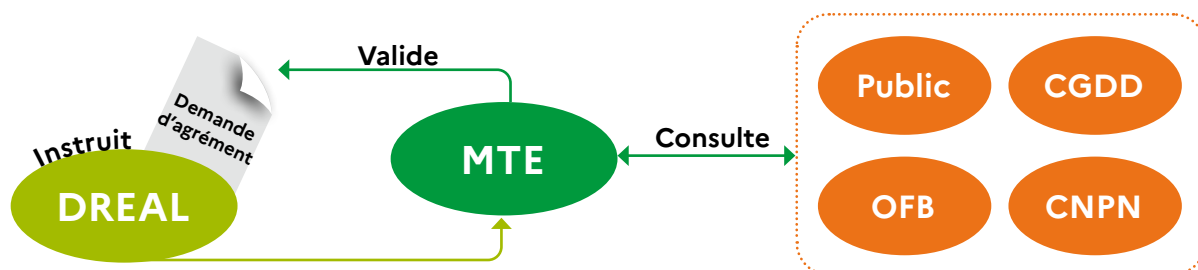 Valide
Demande
d'agrément
Instruit
DREAL
MTE
Consulte
Public
CGDD
OFB
CNPN